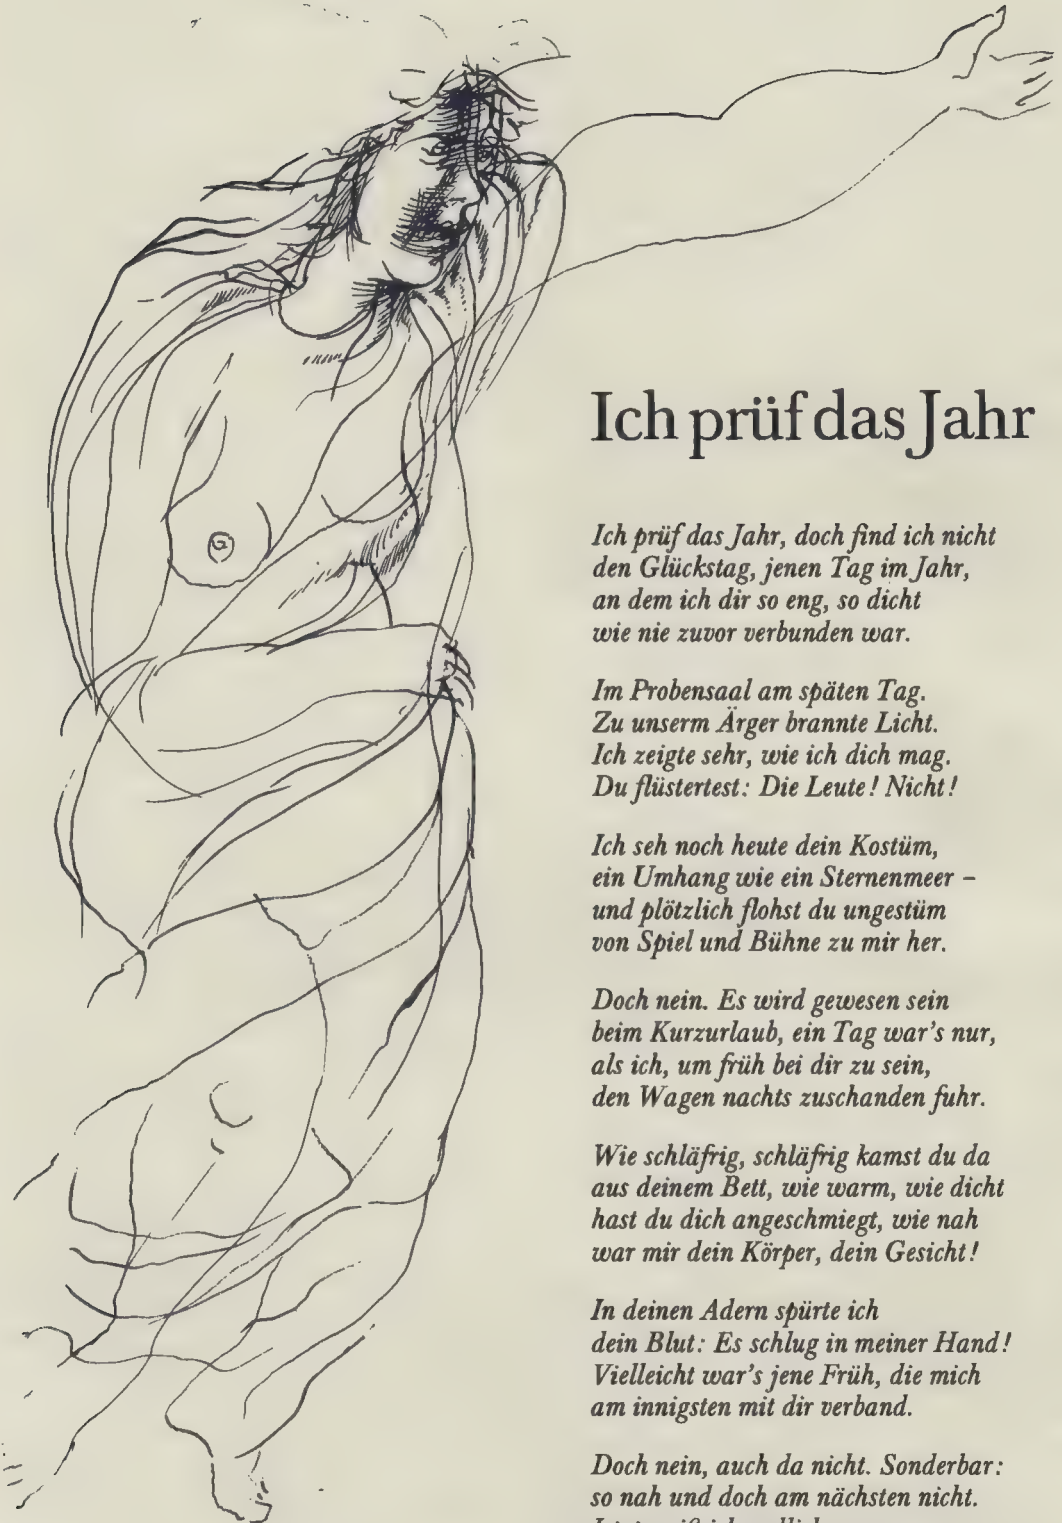 Ich prüf das Jahr
Ich prüf das Jahr, doch find ich nicht
den Glückstag, jenen Tag im Jahr,
an dem ich dir so eng, so dicht
wie nie zuvor verbunden war.
Im Probensaal am späten Tag.
Zu unserm Ärger brannte Licht.
Ich zeigte sehr, wie ich dich mag.
Du flüstertest: Die Leute! Nicht!
Ich seh noch heute dein Kostüm,
ein Umhang wie ein Sternenmeer –
und plötzlich flohst du ungestüm
von Spiel und Bühne zu mir her.
Doch nein. Es wird gewesen sein
beim Kurzurlaub, ein Tag war's nur,
als ich, um früh bei dir zu sein,
den Wagen nachts zuschanden fuhr.
Wie schläfrig, schläfrig kamst du da
aus deinem Bett, wie warm, wie dicht
hast du dich angeschmiegt, wie nah
war mir dein Körper, dein Gesicht!
In deinen Adern spürte ich
dein Blut: Es schlug in meiner Hand!
Vielleicht war's jene Früh, die mich
am innigsten mit dir verband.
Doch nein, auch da nicht. Sonderbar:
so nah und doch am nächsten nicht.